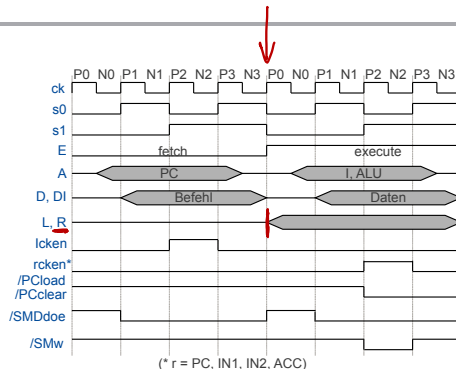 P0 N0 P1 N1 P2 N2 P3 N3 P0 N0 P1 N1 P2 N2 P3 N3
ck
s0
s1
E fetch execute
A PC I, ALU
D, DI Befehl Daten
L, R
Icken
rcken*
/PCload
/PCclear
/SMDdoe
/SMw
(* r = PC, IN1, IN2, ACC)